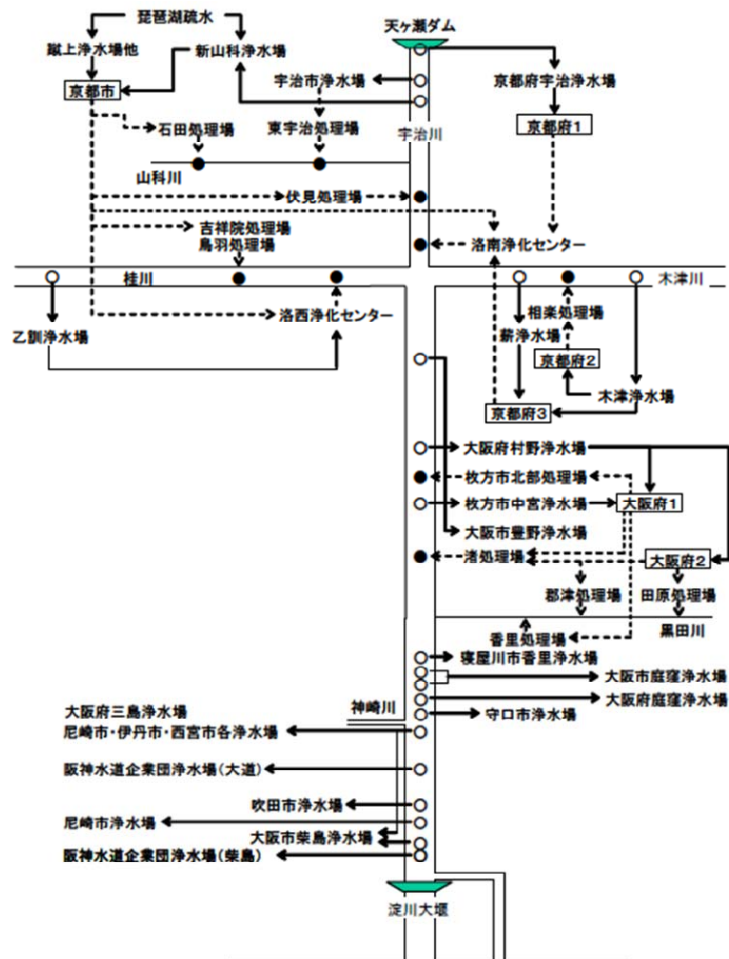 琵琶湖疏水
天ヶ瀬ダム
蹴上浄水場他
新山科浄水場
宇治市浄水場
京都府宇治浄水場
京都市
京都府1
石田処理場
東宇治処理場
宇治川
山科川
伏見処理場
吉祥院処理場
鳥羽処理場
洛南浄化センター
桂川
木津川
洛西浄化センター
相楽処理場
乙訓浄水場
薪浄水場
京都府2
木津浄水場
京都府3
大阪府村野浄水場
枚方市北部処理場
枚方市中宮浄水場
大阪府1
大阪市豊野浄水場
渚処理場
大阪府2
郡津処理場
田原処理場
香里処理場
黒田川
寝屋川市香里浄水場
大阪市庭窪浄水場
大阪府庭窪浄水場
神崎川
大阪府三島浄水場
守口市浄水場
尼崎市・伊丹市・西宮市各浄水場
阪神水道企業団浄水場(大道)
吹田市浄水場
尼崎市浄水場
大阪市柴島浄水場
阪神水道企業団浄水場(柴島)
淀川大堰